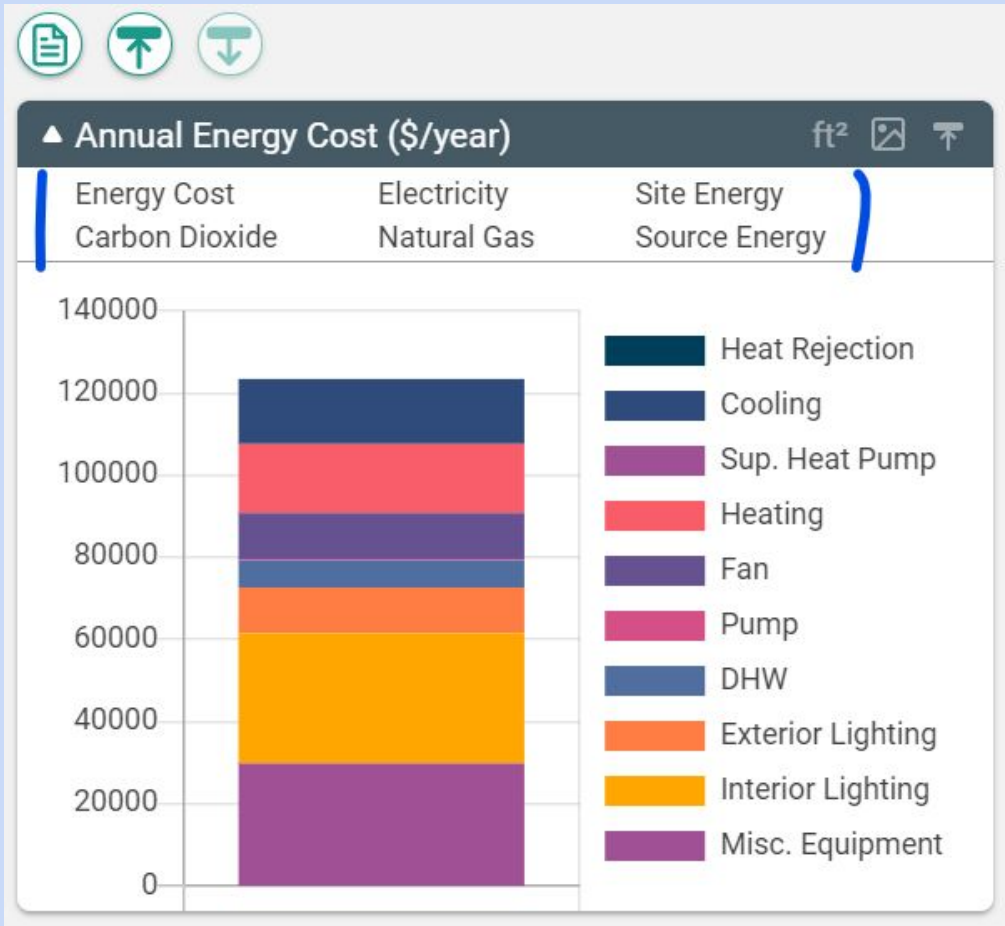 Annual Energy Cost ($/year) ft²
Energy Cost Electricity Site Energy
Carbon Dioxide Natural Gas Source Energy
140000
120000
100000
80000
60000
40000
20000
0
Heat Rejection
Cooling
Sup. Heat Pump
Heating
Fan
Pump
DHW
Exterior Lighting
Interior Lighting
Misc. Equipment